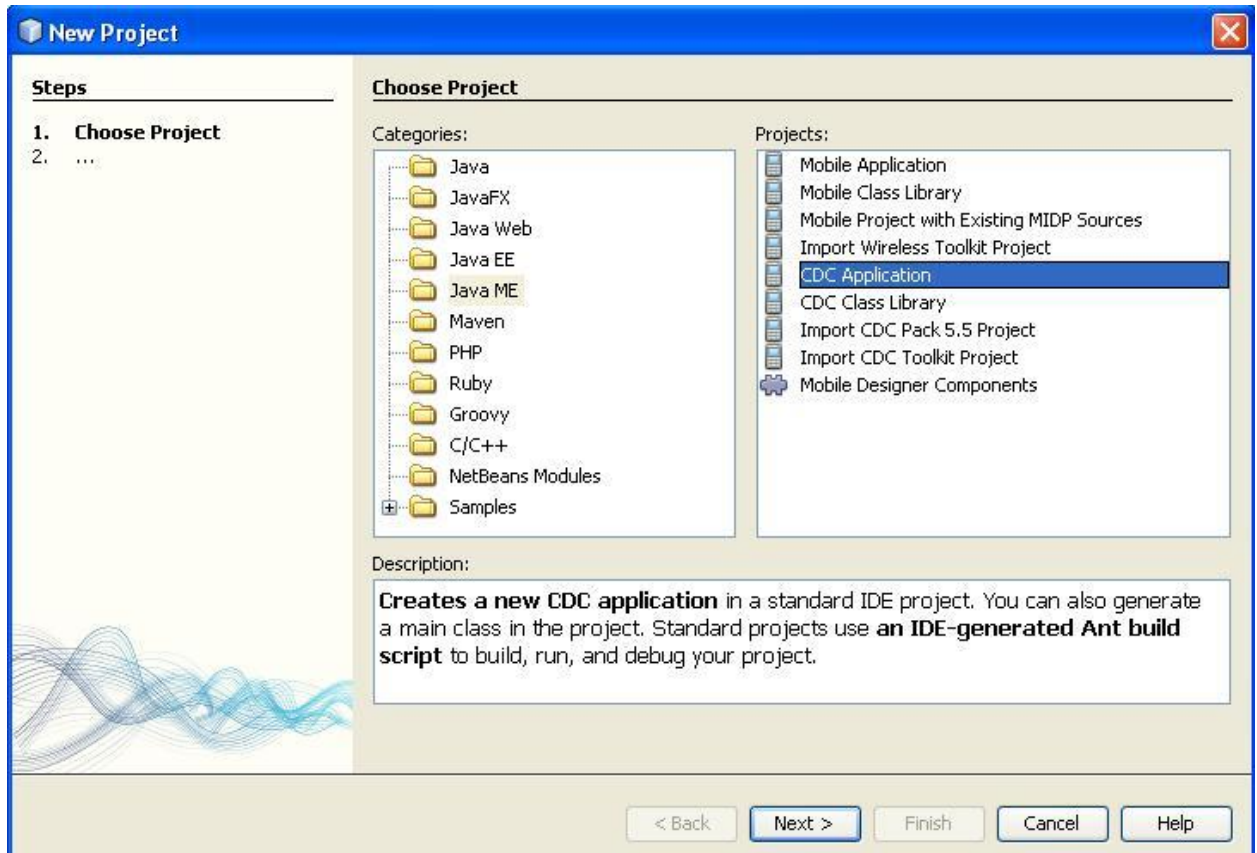 New Project
Steps
1. Choose Project
2. ...
Choose Project
Categories:
Java
JavaFX
Java Web
Java EE
Java ME
Maven
PHP
Ruby
Groovy
C/C++
NetBeans Modules
Samples
Projects:
Mobile Application
Mobile Class Library
Mobile Project with Existing MIDP Sources
Import Wireless Toolkit Project
CDC Application
CDC Class Library
Import CDC Pack 5.5 Project
Import CDC Toolkit Project
Mobile Designer Components
Description:
Creates a new CDC application in a standard IDE project. You can also generate
a main class in the project. Standard projects use an IDE-generated Ant build
script to build, run, and debug your project.
< Back Next > Finish Cancel Help